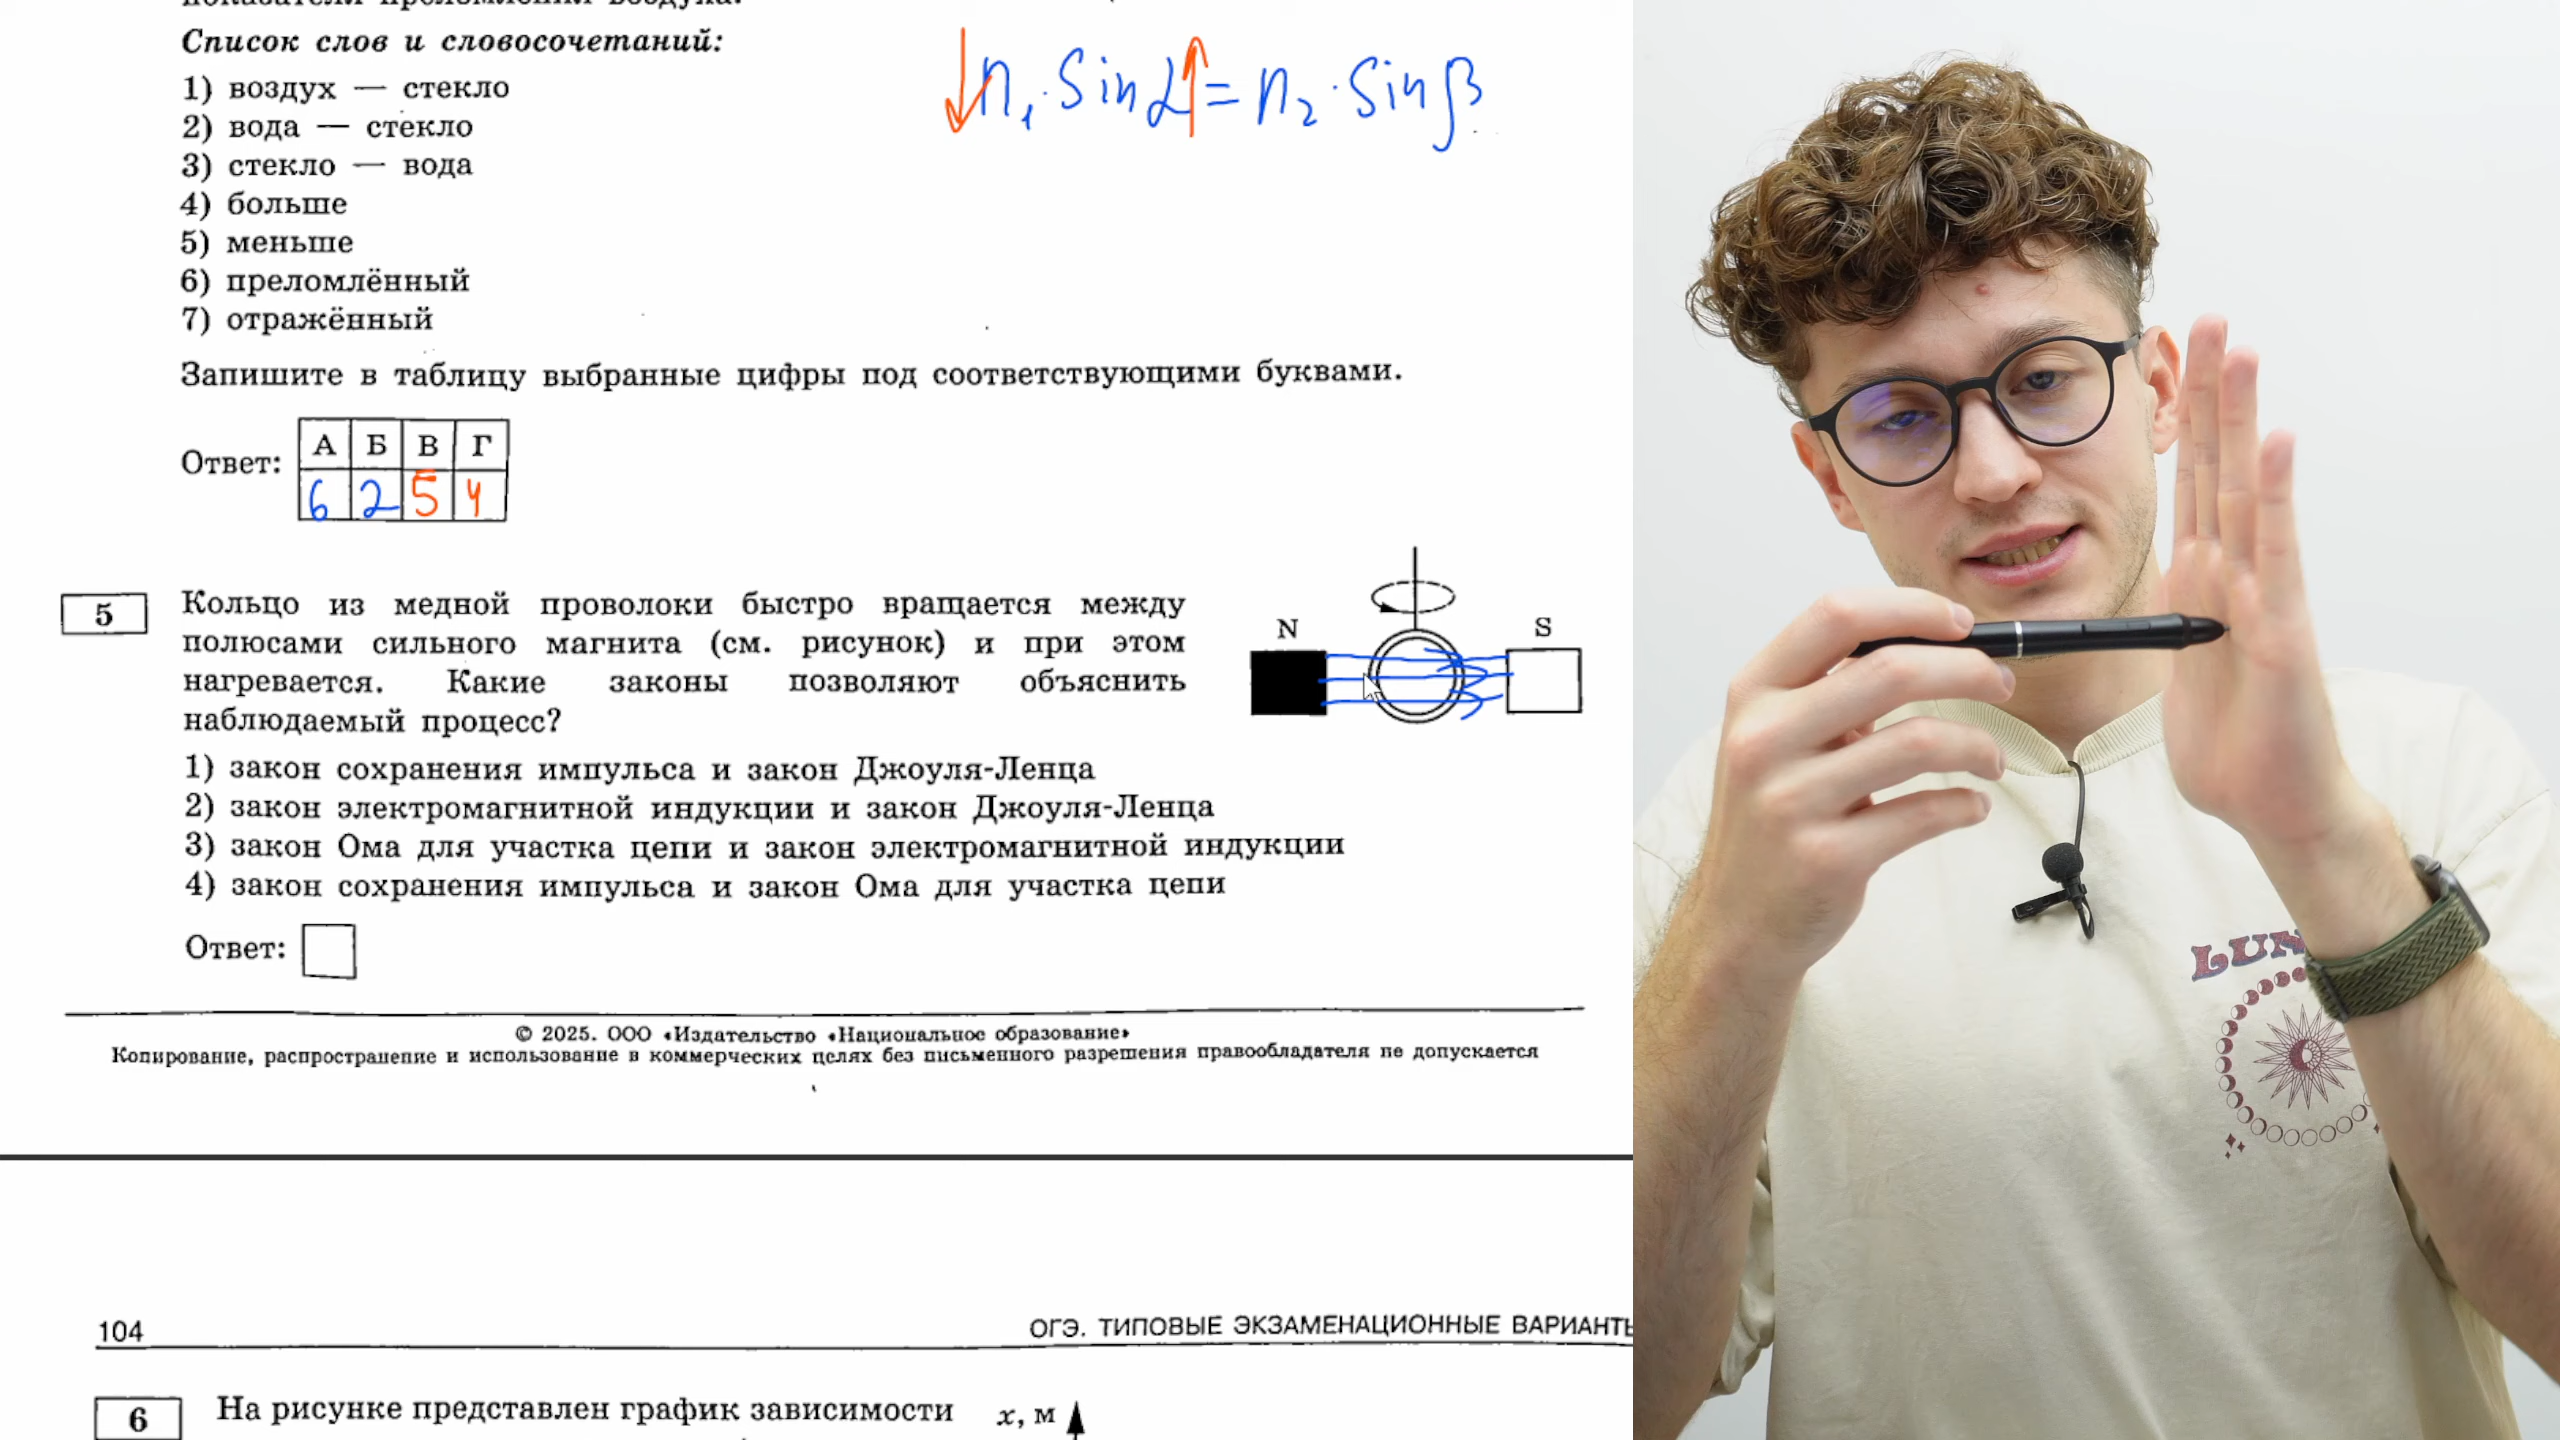 Список слов и словосочетаний:
1) воздух — стекло
2) вода — стекло
3) стекло — вода
4) больше
5) меньше
6) преломлённый
7) отражённый
n₁ · Sin α = n₂ · Sin β
Запишите в таблицу выбранные цифры под соответствующими буквами.
Ответ:
А Б В Г
6 2 5 4
5
Кольцо из медной проволоки быстро вращается между
полюсами сильного магнита (см. рисунок) и при этом
нагревается. Какие законы позволяют объяснить
наблюдаемый процесс?
N
S
1) закон сохранения импульса и закон Джоуля-Ленца
2) закон электромагнитной индукции и закон Джоуля-Ленца
3) закон Ома для участка цепи и закон электромагнитной индукции
4) закон сохранения импульса и закон Ома для участка цепи
Ответ:
© 2025. ООО «Издательство «Национальное образование»
Копирование, распространение и использование в коммерческих целях без письменного разрешения правообладателя не допускается
104
ОГЭ. ТИПОВЫЕ ЭКЗАМЕНАЦИОННЫЕ ВАРИАНТЫ
6
На рисунке представлен график зависимости
x, м